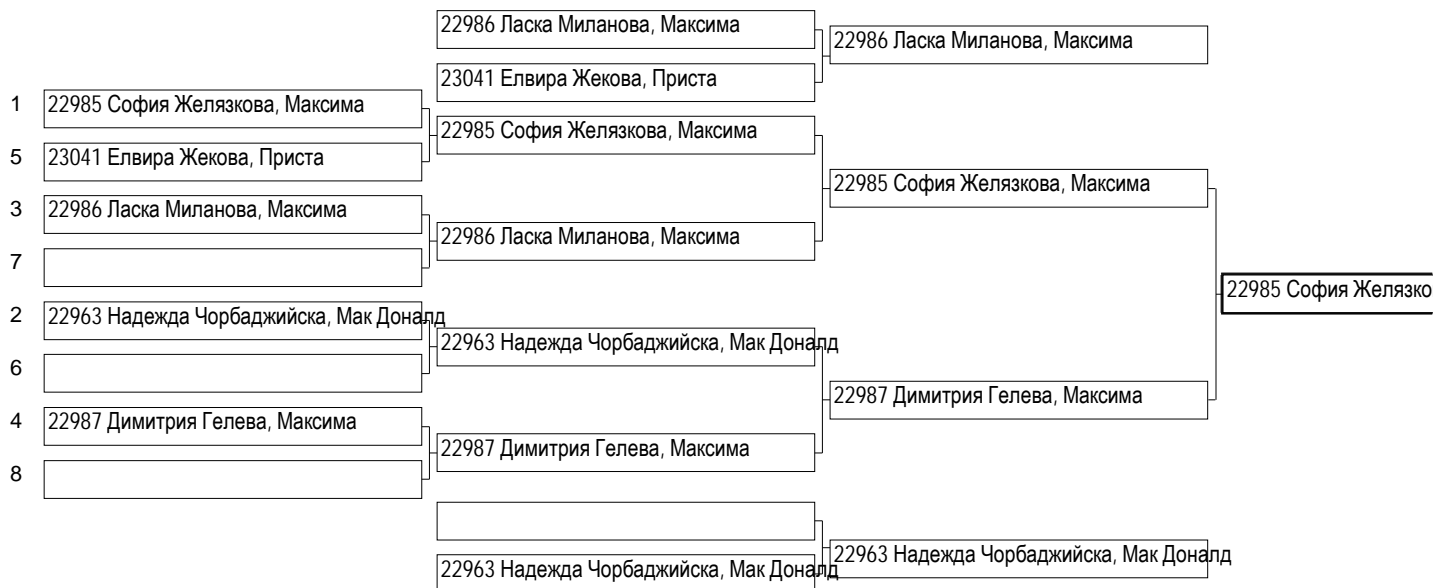 22986 Ласка Миланова, Максима
22986 Ласка Миланова, Максима
23041 Елвира Жекова, Приста
1 22985 София Желязкова, Максима
22985 София Желязкова, Максима
5 23041 Елвира Жекова, Приста
22985 София Желязкова, Максима
3 22986 Ласка Миланова, Максима
22986 Ласка Миланова, Максима
7
22985 София Желязко
2 22963 Надежда Чорбаджийска, Мак Доналд
22963 Надежда Чорбаджийска, Мак Доналд
6
22987 Димитрия Гелева, Максима
4 22987 Димитрия Гелева, Максима
22987 Димитрия Гелева, Максима
8
22963 Надежда Чорбаджийска, Мак Доналд
22963 Надежда Чорбаджийска, Мак Доналд